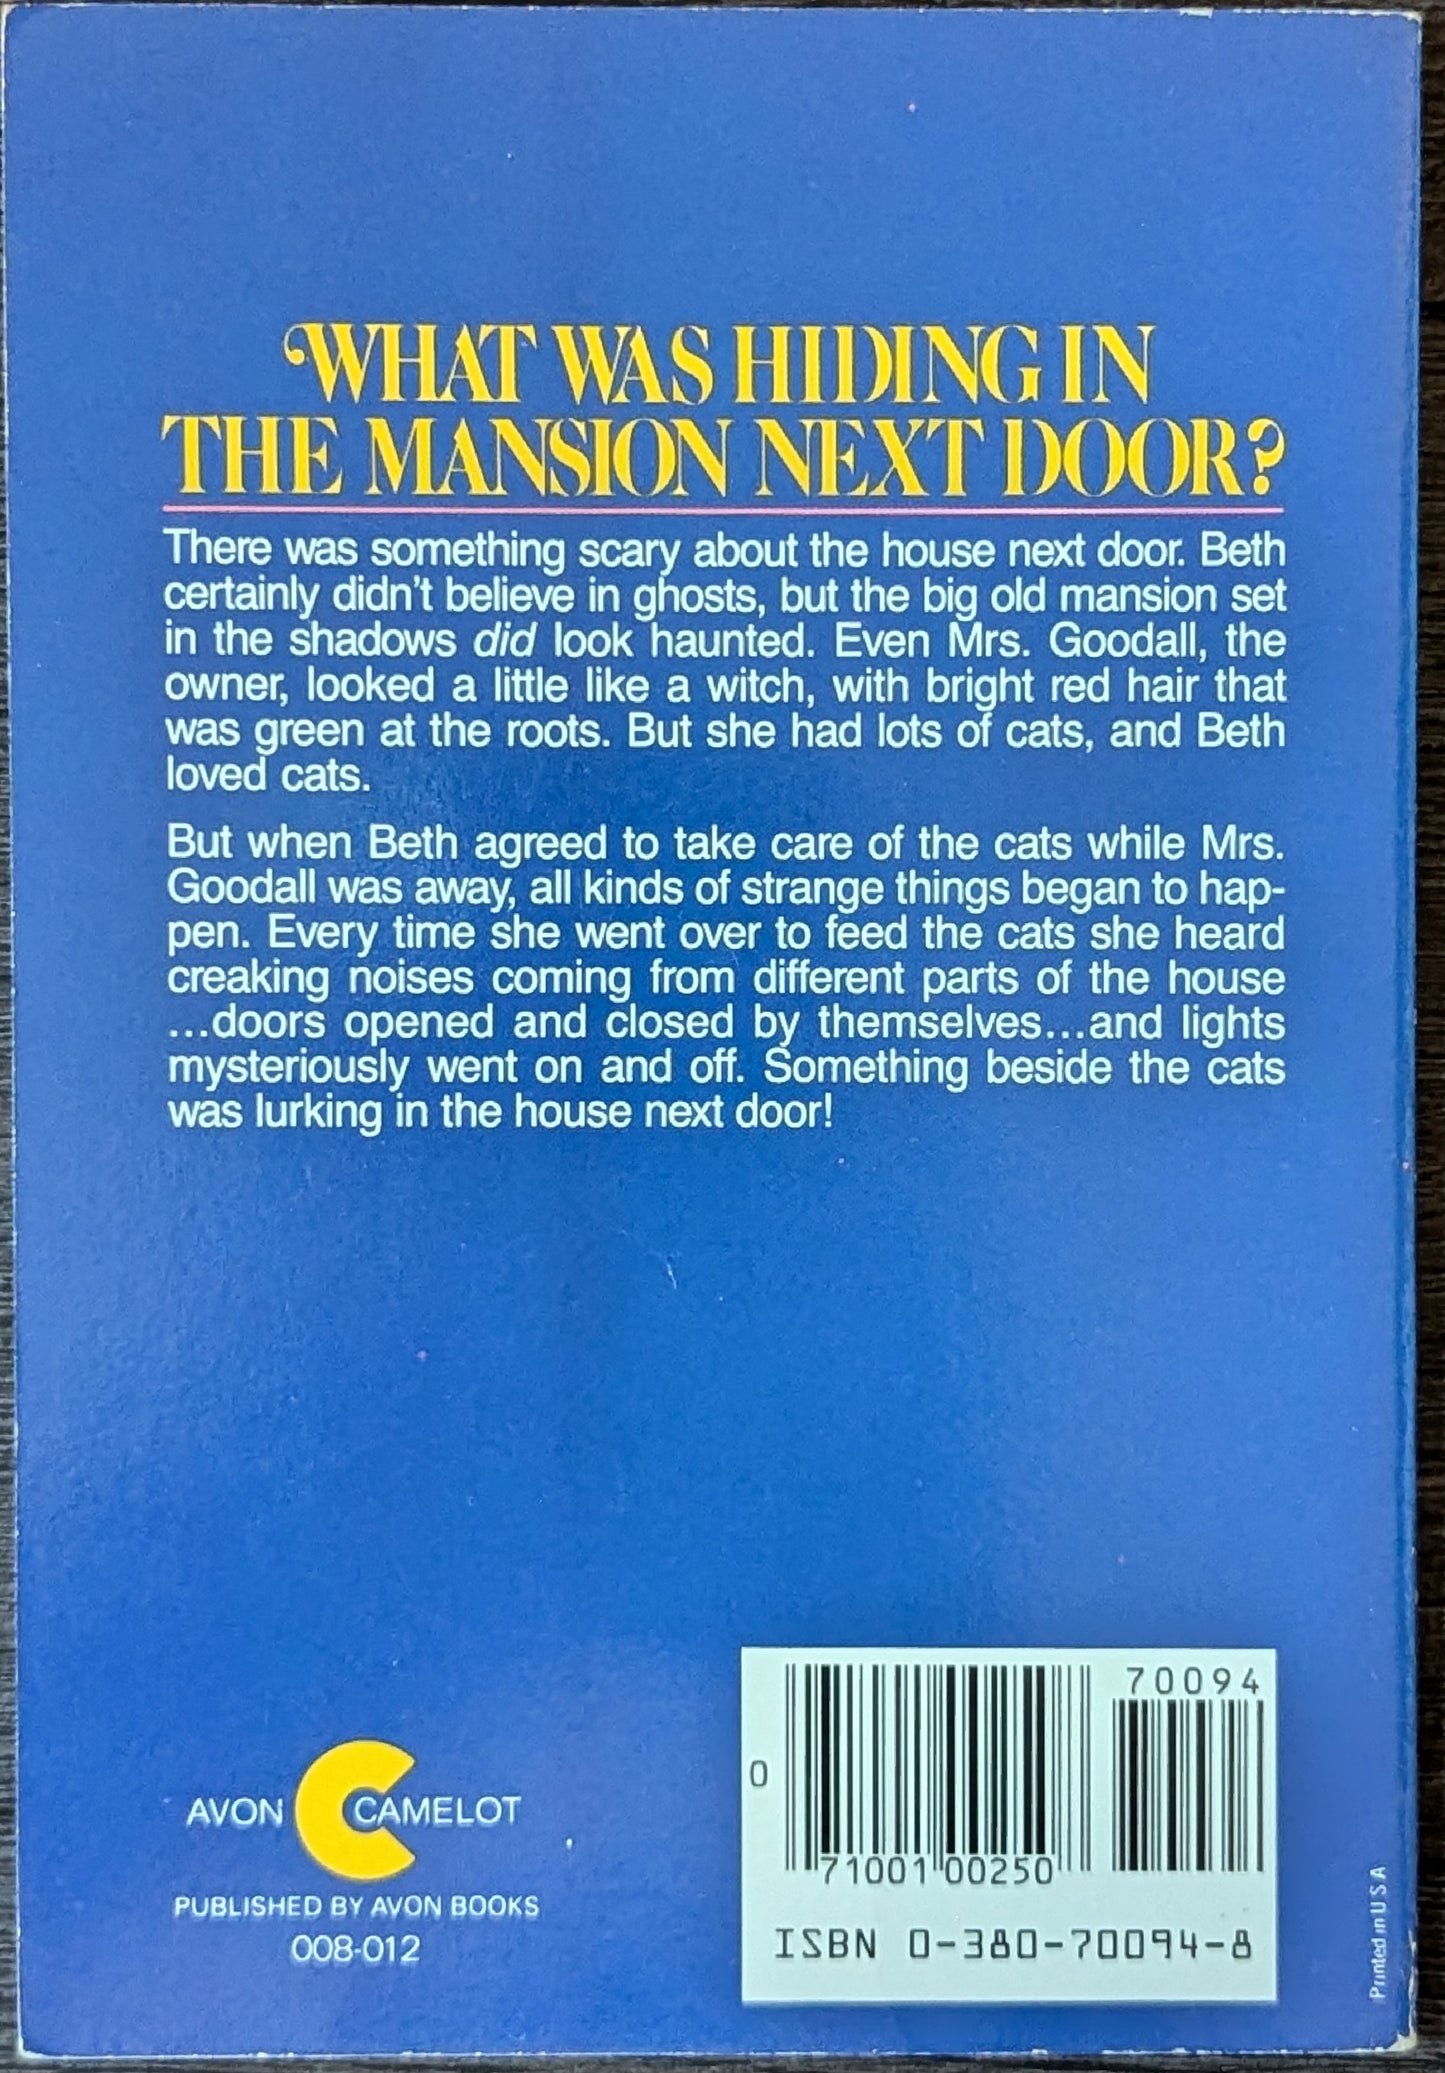 WHAT WAS HIDING IN
THE MANSION NEXT DOOR?
There was something scary about the house next door. Beth
certainly didn't believe in ghosts, but the big old mansion set
in the shadows did look haunted. Even Mrs. Goodall, the
owner, looked a little like a witch, with bright red hair that
was green at the roots. But she had lots of cats, and Beth
loved cats.
But when Beth agreed to take care of the cats while Mrs.
Goodall was away, all kinds of strange things began to hap-
pen. Every time she went over to feed the cats she heard
creaking noises coming from different parts of the house
...doors opened and closed by themselves...and lights
mysteriously went on and off. Something beside the cats
was lurking in the house next door!
AVON CAMELOT
PUBLISHED BY AVON BOOKS
008-012
70094
0
71001 00250
ISBN 0-380-70094-8
Printed in U S A